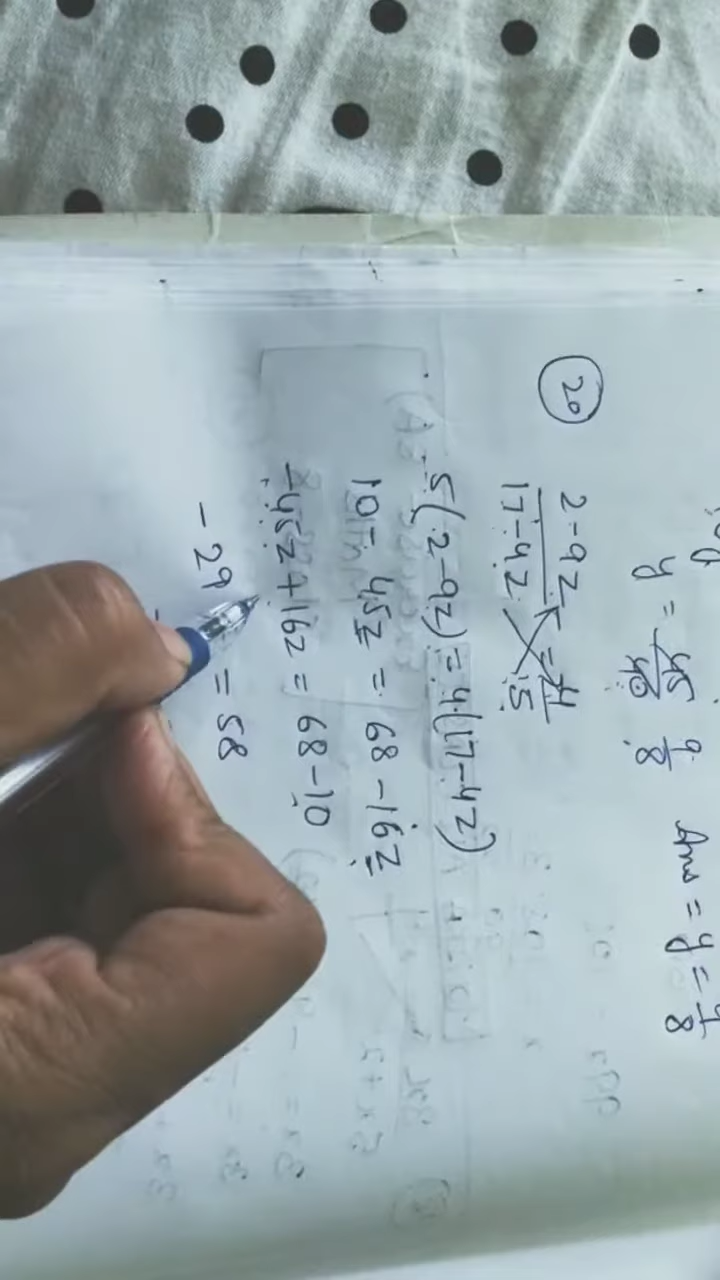 y = 45/40 9/8 Ans = y = 9/8
20
2-9z/17-4z = 4/5
5(2-9z) = 4(17-4z)
10-45z = 68-16z
-45z+16z = 68-10
-29 = 58